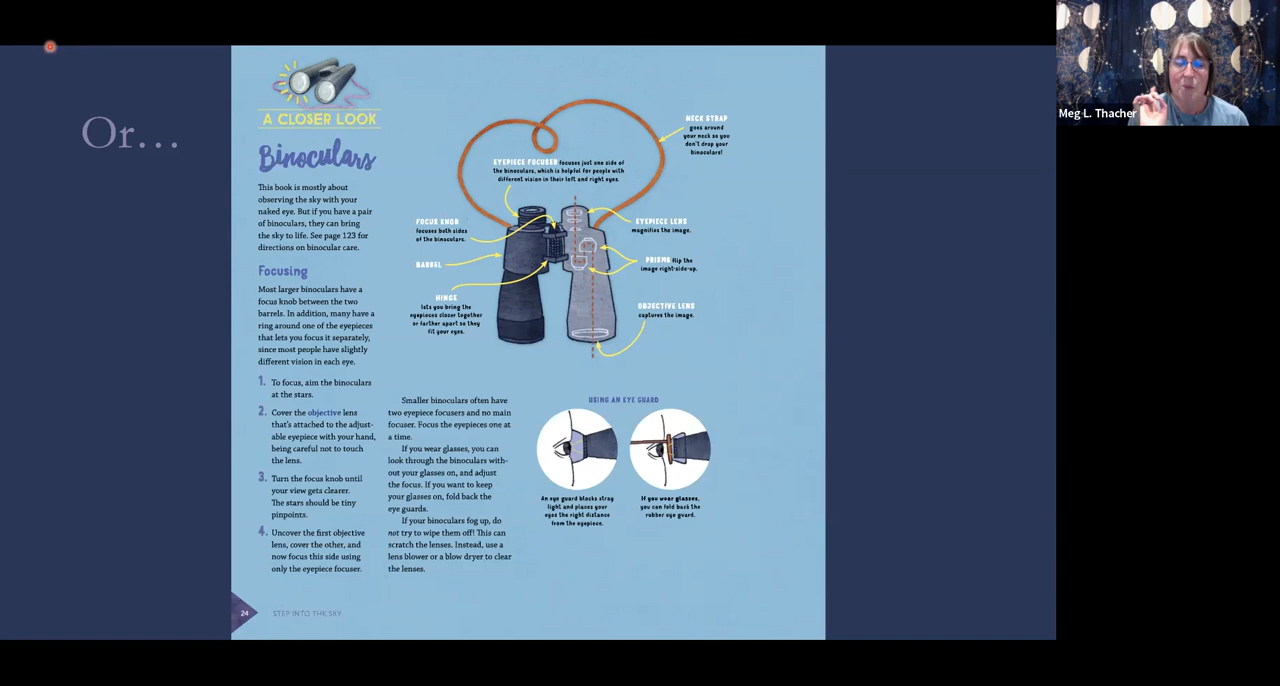 Or...
A CLOSER LOOK
Binoculars
This book is mostly about
observing the sky with your
naked eye. But if you have a pair
of binoculars, they can bring
the sky to life. See page 123 for
directions on binocular care.
Focusing
Most larger binoculars have a
focus knob between the two
barrels. In addition, many have a
ring around one of the eyepieces
that lets you focus it separately,
since most people have slightly
different vision in each eye.
1. To focus, aim the binoculars
at the stars.
2. Cover the objective lens
that's attached to the adjust-
able eyepiece with your hand,
being careful not to touch
the lens.
3. Turn the focus knob until
your view gets clearer.
The stars should be tiny
pinpoints.
4. Uncover the first objective
lens, cover the other, and
now focus this side using
only the eyepiece focuser.
Smaller binoculars often have
two eyepiece focusers and no main
focuser. Focus the eyepieces one at
a time.
If you wear glasses, you can
look through the binoculars with-
out your glasses on, and adjust
the focus. If you want to keep
your glasses on, fold back the
eye guards.
If your binoculars fog up, do
not try to wipe them off! This can
scratch the lenses. Instead, use a
lens blower or a blow dryer to clear
the lenses.
NECK STRAP
goes around
your neck so you
don't drop your
binoculars!
EYEPIECE FOCUSER focuses just one side of
the binoculars, which is helpful for people with
different vision in their left and right eyes.
FOCUS KNOB
focuses both sides
of the binoculars.
BARREL
HINGE
lets you bring the
eyepieces closer together
or farther apart so they
fit your eyes.
EYEPIECE LENS
magnifies the image.
PRISMS flip the
image right-side-up.
OBJECTIVE LENS
captures the image.
USING AN EYE GUARD
An eye guard blocks stray
light and places your
eyes the right distance
from the eyepiece.
If you wear glasses,
you can fold back the
rubber eye guard.
24 STEP INTO THE SKY
Meg L. Thacher